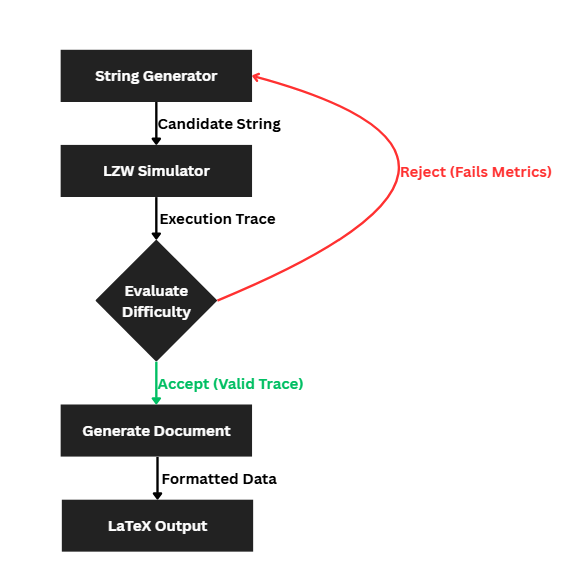 String Generator
Candidate String
LZW Simulator
Reject (Fails Metrics)
Execution Trace
Evaluate
Difficulty
Accept (Valid Trace)
Generate Document
Formatted Data
LaTeX Output